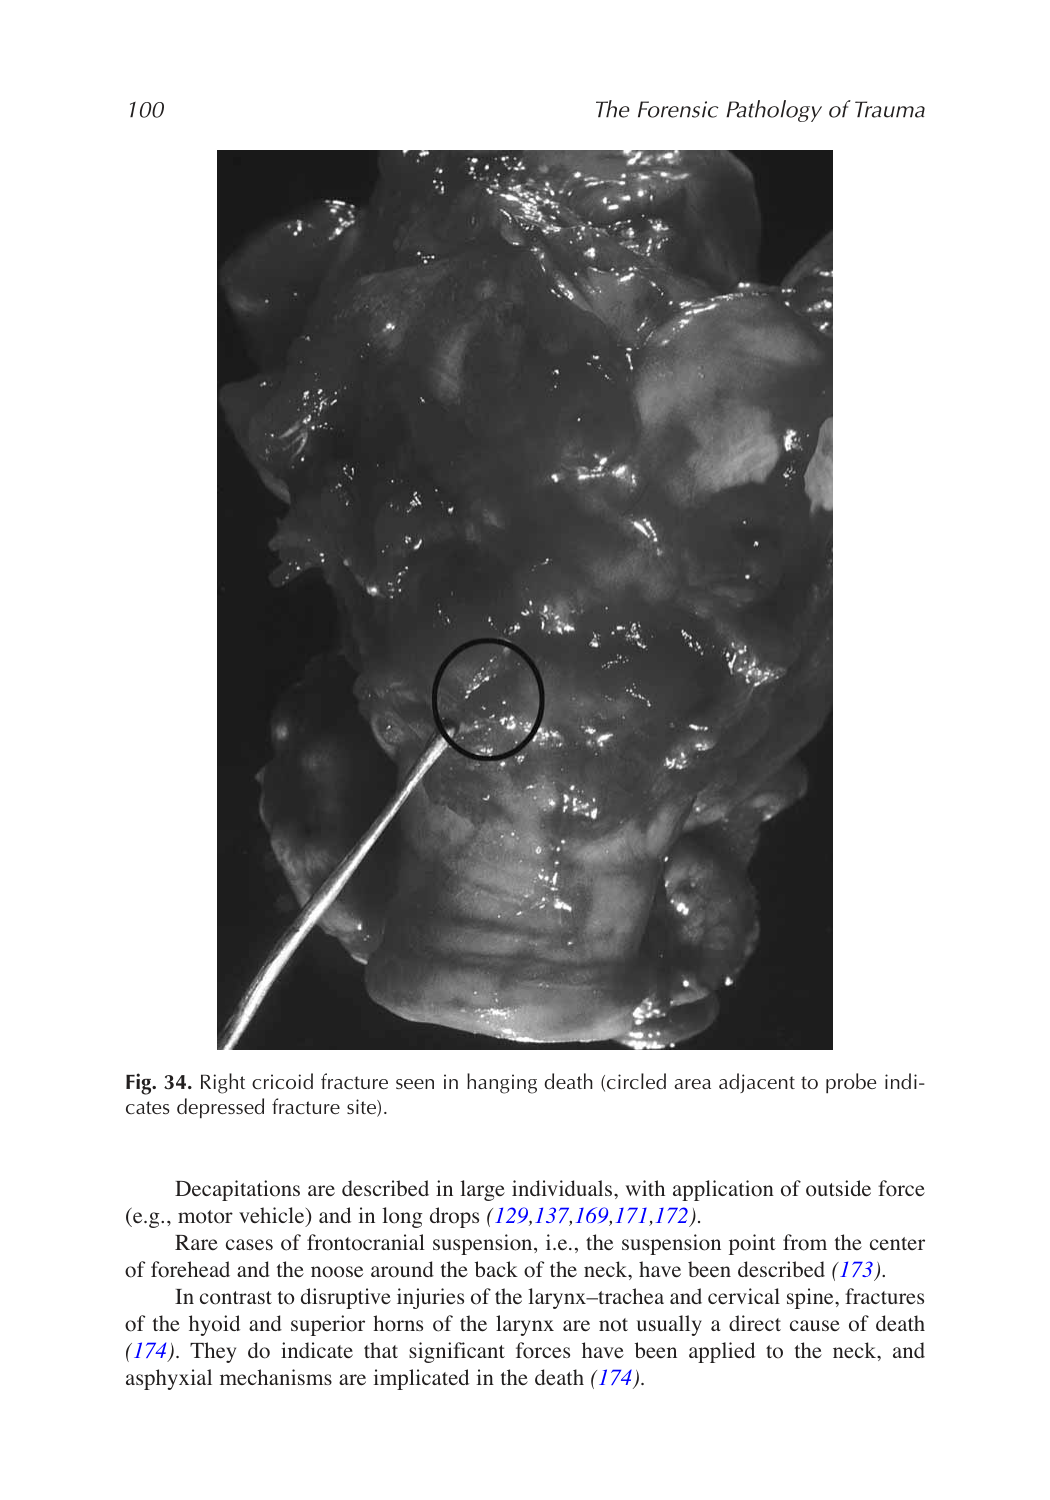 100
The Forensic Pathology of Trauma
Fig. 34. Right cricoid fracture seen in hanging death (circled area adjacent to probe indi-
cates depressed fracture site).
Decapitations are described in large individuals, with application of outside force
(e.g., motor vehicle) and in long drops (129,137,169,171,172).
Rare cases of frontocranial suspension, i.e., the suspension point from the center
of forehead and the noose around the back of the neck, have been described (173).
In contrast to disruptive injuries of the larynx–trachea and cervical spine, fractures
of the hyoid and superior horns of the larynx are not usually a direct cause of death
(174). They do indicate that significant forces have been applied to the neck, and
asphyxial mechanisms are implicated in the death (174).